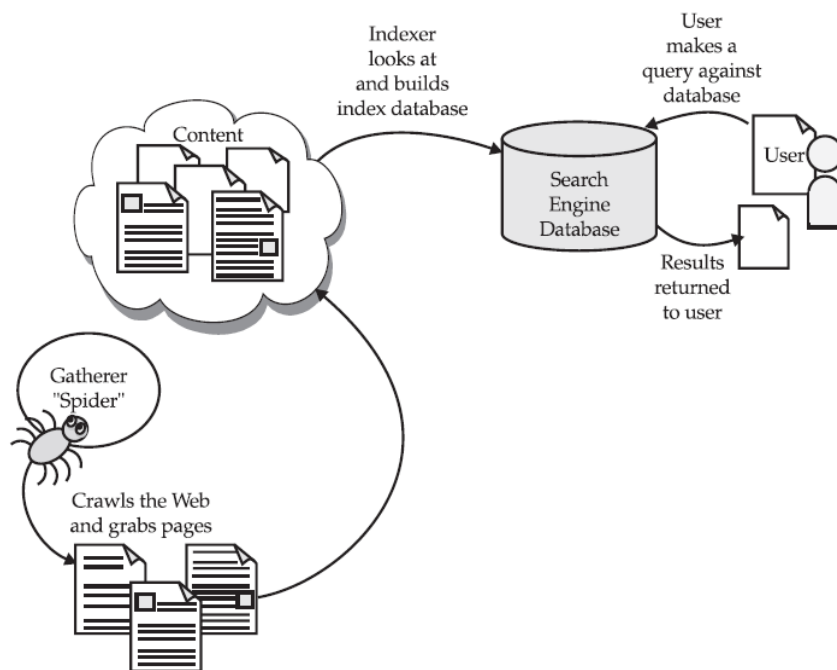 Indexer
looks at
and builds
index database
User
makes a
query against
database
Content
User
Search
Engine
Database
Results
returned
to user
Gatherer
"Spider"
Crawls the Web
and grabs pages